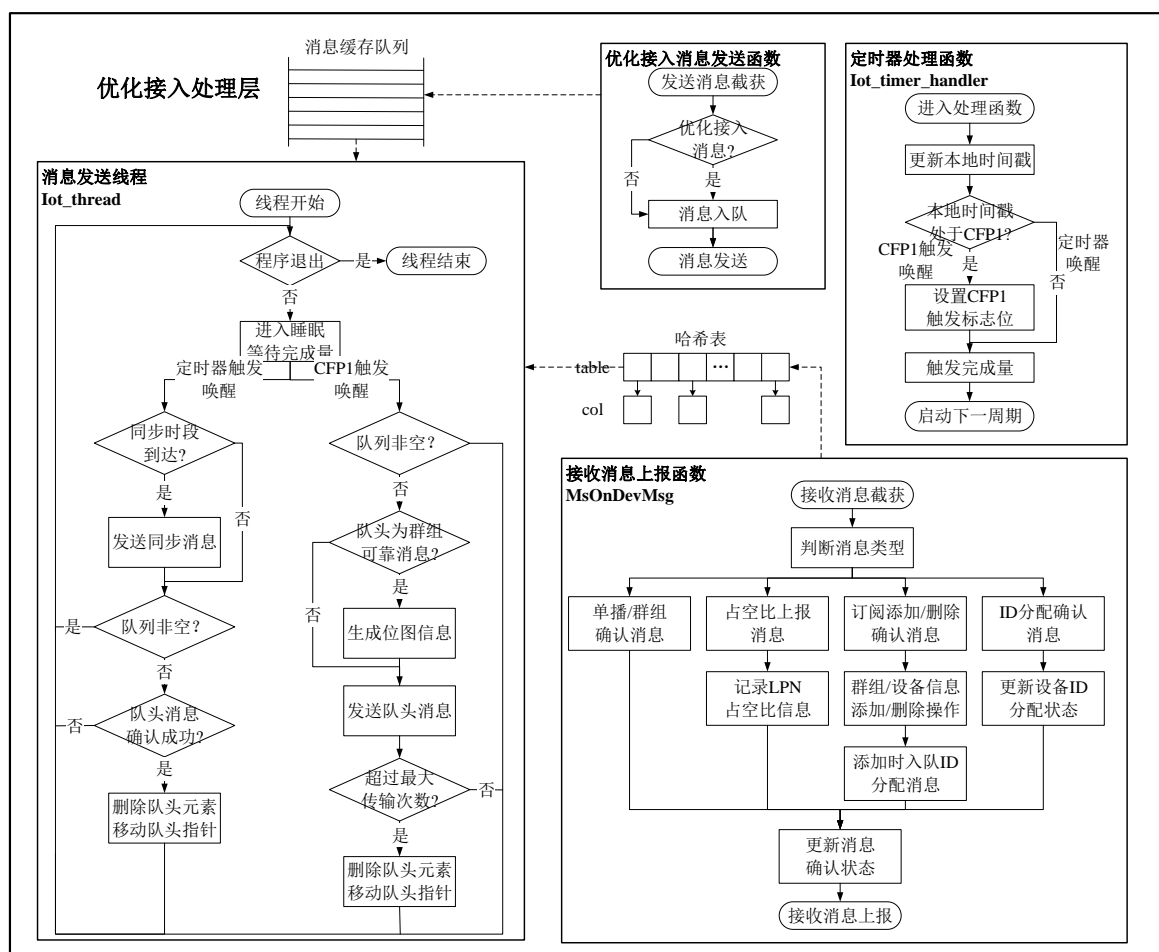 优化接入处理层
消息缓存队列
优化接入消息发送函数
发送消息截获
优化接入
消息?
否
是
消息入队
消息发送
定时器处理函数
Iot_timer_handler
进入处理函数
更新本地时间戳
本地时间戳
处于CFP1?
CFP1触发
唤醒
是
定时器
唤醒
否
设置CFP1
触发标志位
触发完成量
启动下一周期
消息发送线程
Iot_thread
线程开始
程序退出
是
线程结束
否
进入睡眠
等待完成量
定时器触发
唤醒
CFP1触发
唤醒
同步时段
到达?
是
否
发送同步消息
队列非空?
是
否
队头消息
确认成功?
否
是
删除队头元素
移动队头指针
队列非空?
否
队头为群组
可靠消息?
是
否
生成位图信息
发送队头消息
超过最大
传输次数?
否
是
删除队头元素
移动队头指针
哈希表
table
...
col
接收消息上报函数
MsOnDevMsg
接收消息截获
判断消息类型
单播/群组
确认消息
占空比上报
消息
订阅添加/删除
确认消息
ID分配确认
消息
记录LPN
占空比信息
群组/设备信息
添加/删除操作
更新设备ID
分配状态
添加时入队ID
分配消息
更新消息
确认状态
接收消息上报